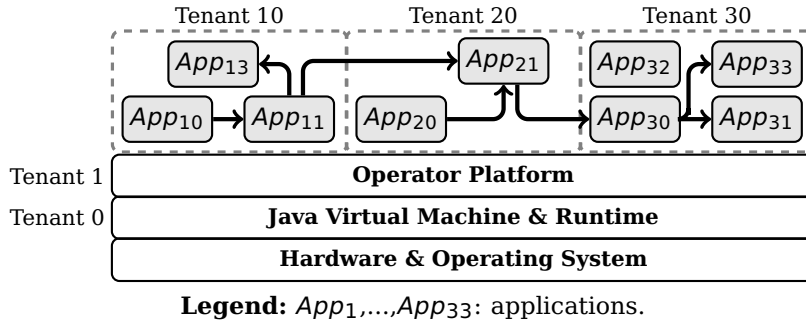 Tenant 10 Tenant 20 Tenant 30
App13 App21 App32 App33
App10 App11 App20 App30 App31
Tenant 1 Operator Platform
Tenant 0 Java Virtual Machine & Runtime
Hardware & Operating System
Legend: App1,...,App33: applications.